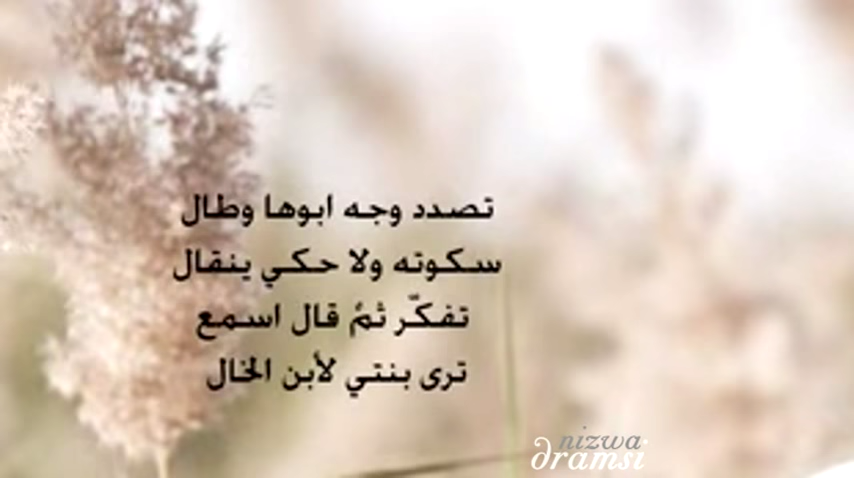 تصدد وجه ابوها وطال
سكوته ولا حكي ينقال
تفكّر ثمُ قال اسمع
ترى بنتي لأبن الخال
nizwa
dramsi